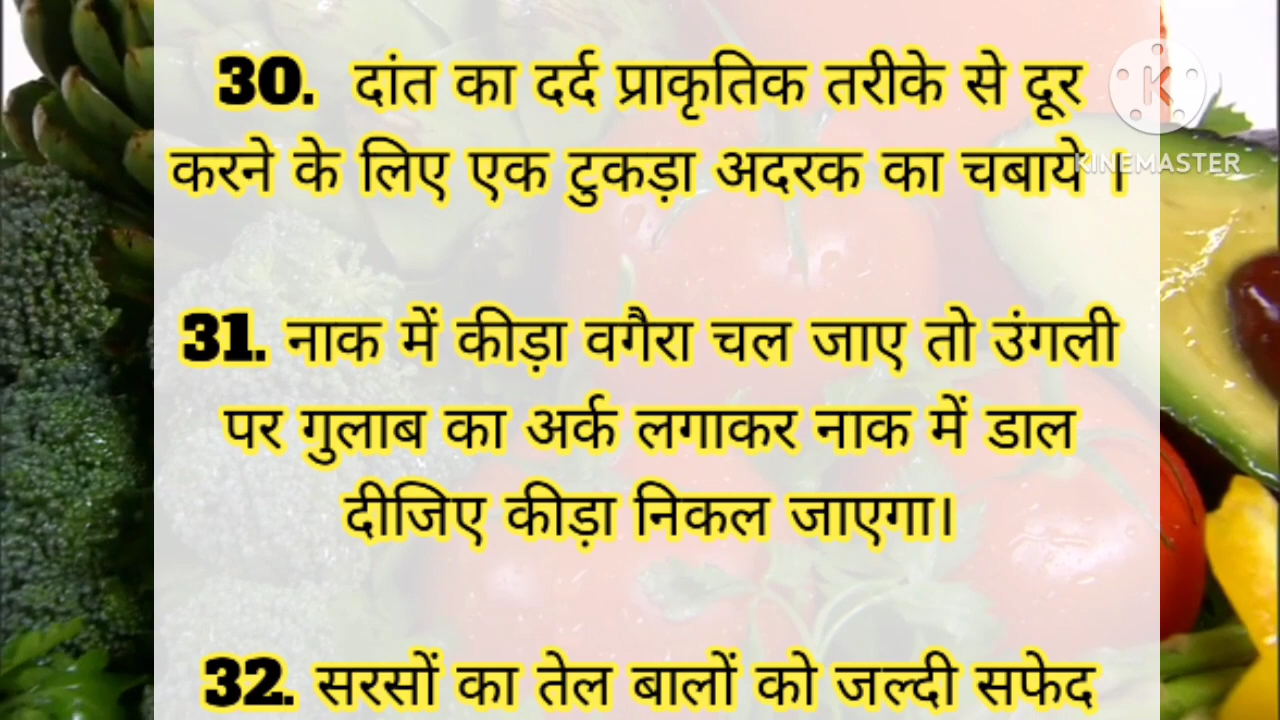 30. दांत का दर्द प्राकृतिक तरीके से दूर
करने के लिए एक टुकड़ा अदरक का चबाये ।
31. नाक में कीड़ा वगैरा चल जाए तो उंगली
पर गुलाब का अर्क लगाकर नाक में डाल
दीजिए कीड़ा निकल जाएगा।
32. सरसों का तेल बालों को जल्दी सफेद
K
KINEMASTER